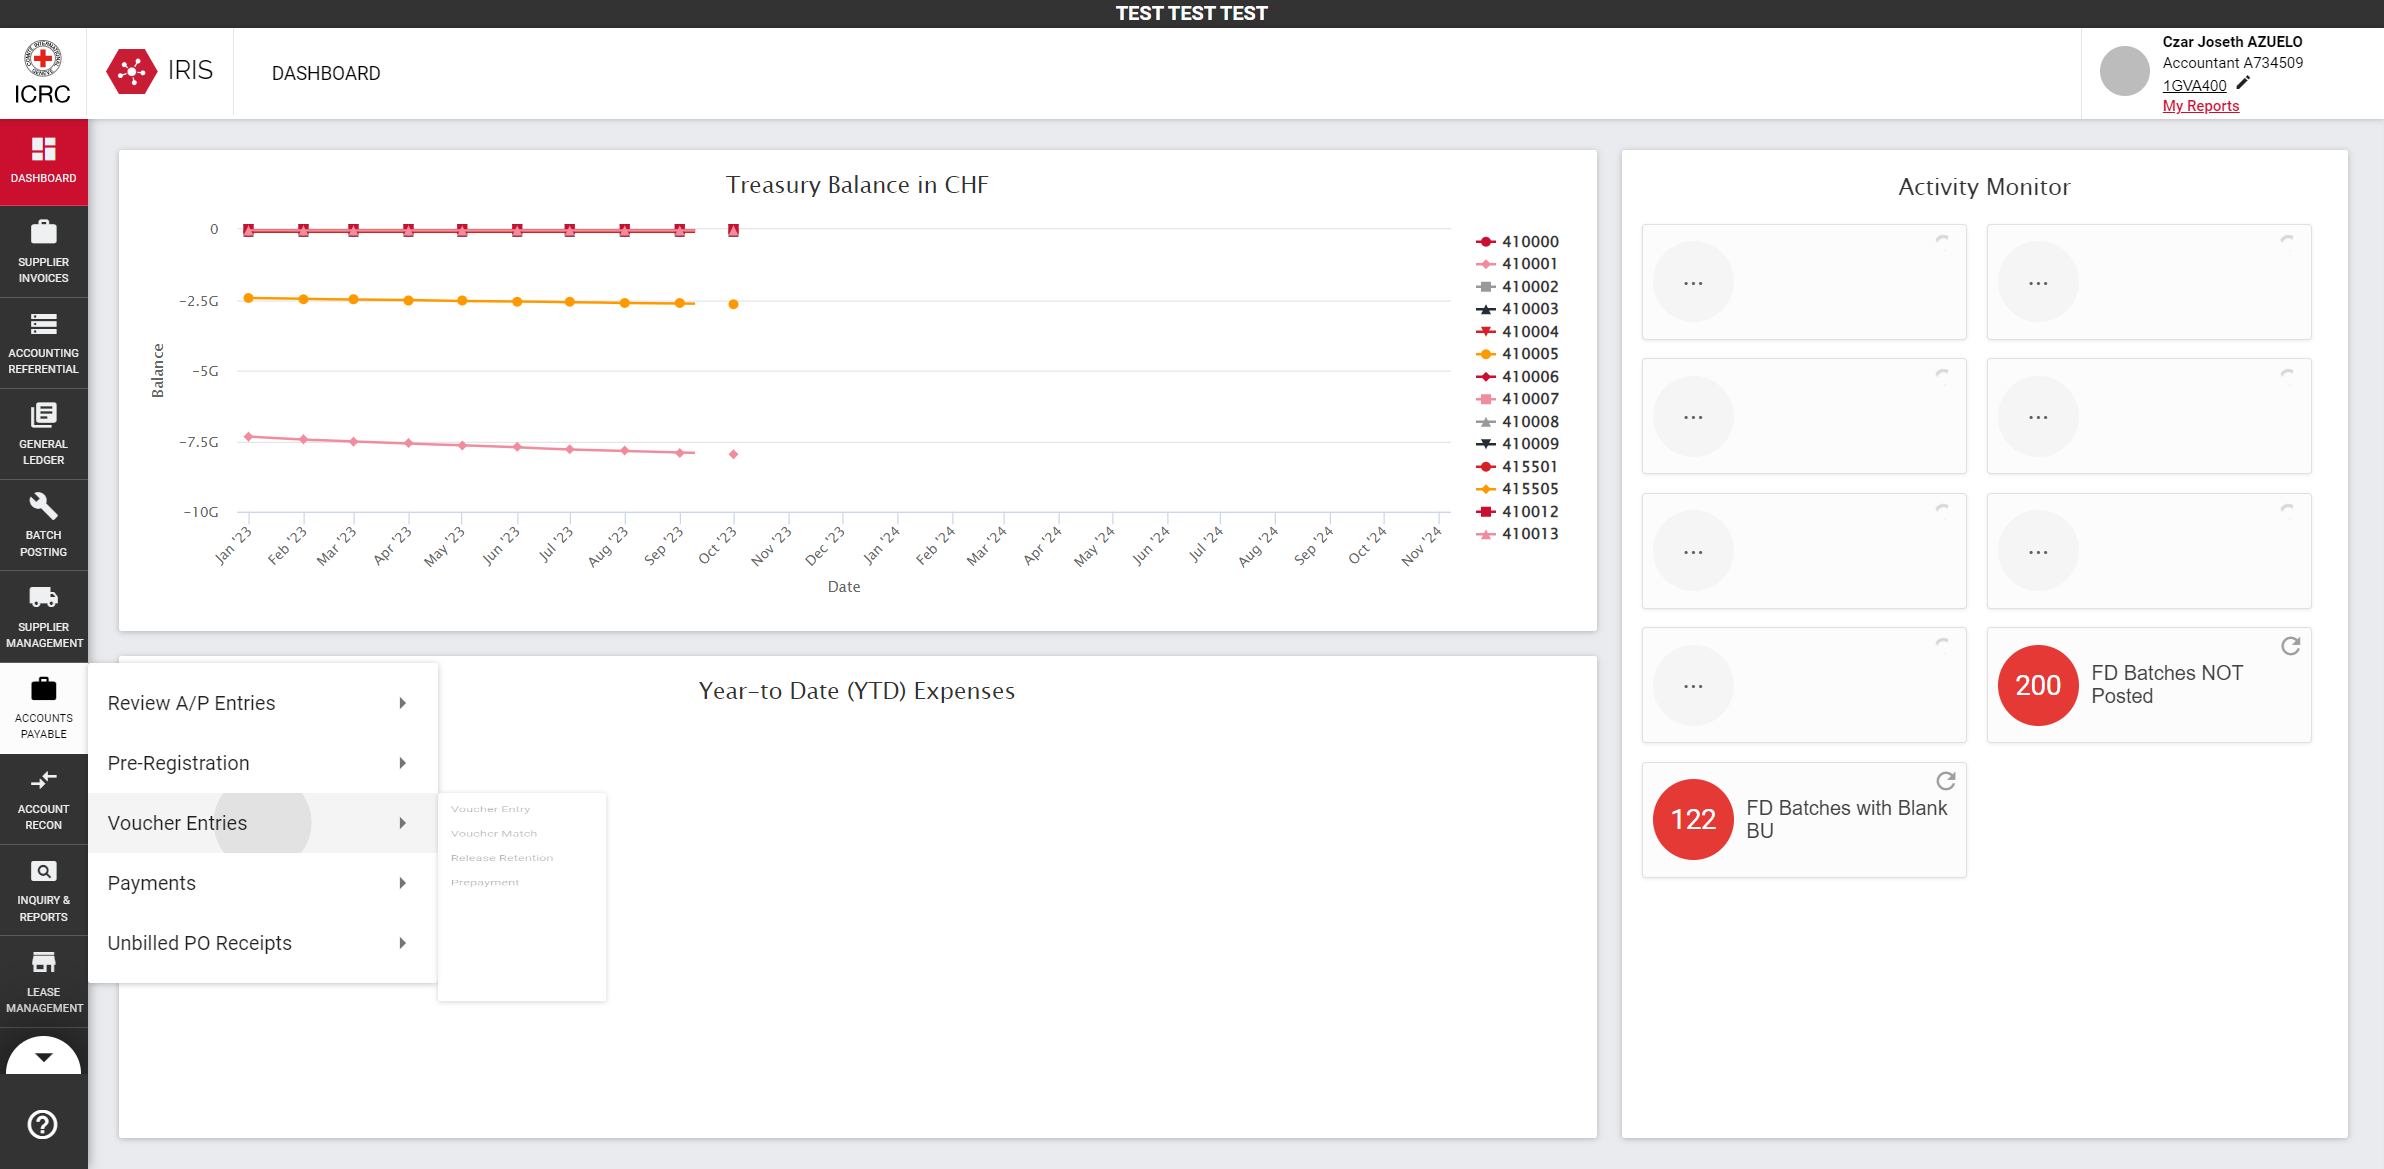 TEST TEST TEST
COMITE INTERNATIONAL GENEVE
ICRC
IRIS
DASHBOARD
Czar Joseth AZUELO
Accountant A734509
1GVA400
My Reports
DASHBOARD
SUPPLIER
INVOICES
ACCOUNTING
REFERENTIAL
GENERAL
LEDGER
BATCH
POSTING
SUPPLIER
MANAGEMENT
ACCOUNTS
PAYABLE
ACCOUNT
RECON
INQUIRY &
REPORTS
LEASE
MANAGEMENT
?
Review A/P Entries
Pre-Registration
Voucher Entries
Payments
Unbilled PO Receipts
Voucher Entry
Voucher Match
Release Retention
Prepayment
Treasury Balance in CHF
Balance
0
−2.5G
−5G
−7.5G
−10G
Jan '23
Feb '23
Mar '23
Apr '23
May '23
Jun '23
Jul '23
Aug '23
Sep '23
Oct '23
Nov '23
Dec '23
Jan '24
Feb '24
Mar '24
Apr '24
May '24
Jun '24
Jul '24
Aug '24
Sep '24
Oct '24
Nov '24
Date
410000
410001
410002
410003
410004
410005
410006
410007
410008
410009
415501
415505
410012
410013
Year-to Date (YTD) Expenses
Activity Monitor
...
...
...
...
...
...
...
200
FD Batches NOT
Posted
122
FD Batches with Blank
BU